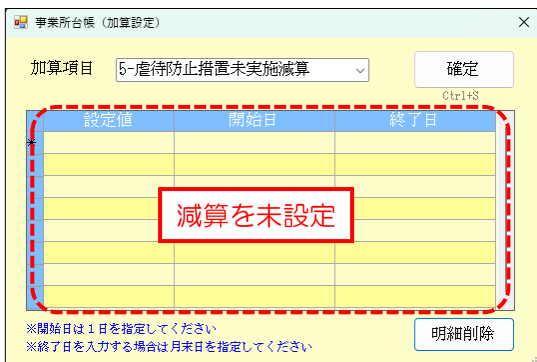 事業所台帳（加算設定）
加算項目 5-虐待防止措置未実施減算 確定
Ctrl+S
設定値 開始日 終了日
*
減算を未設定
※開始日は１日を指定してください
※終了日を入力する場合は月末日を指定してください
明細削除